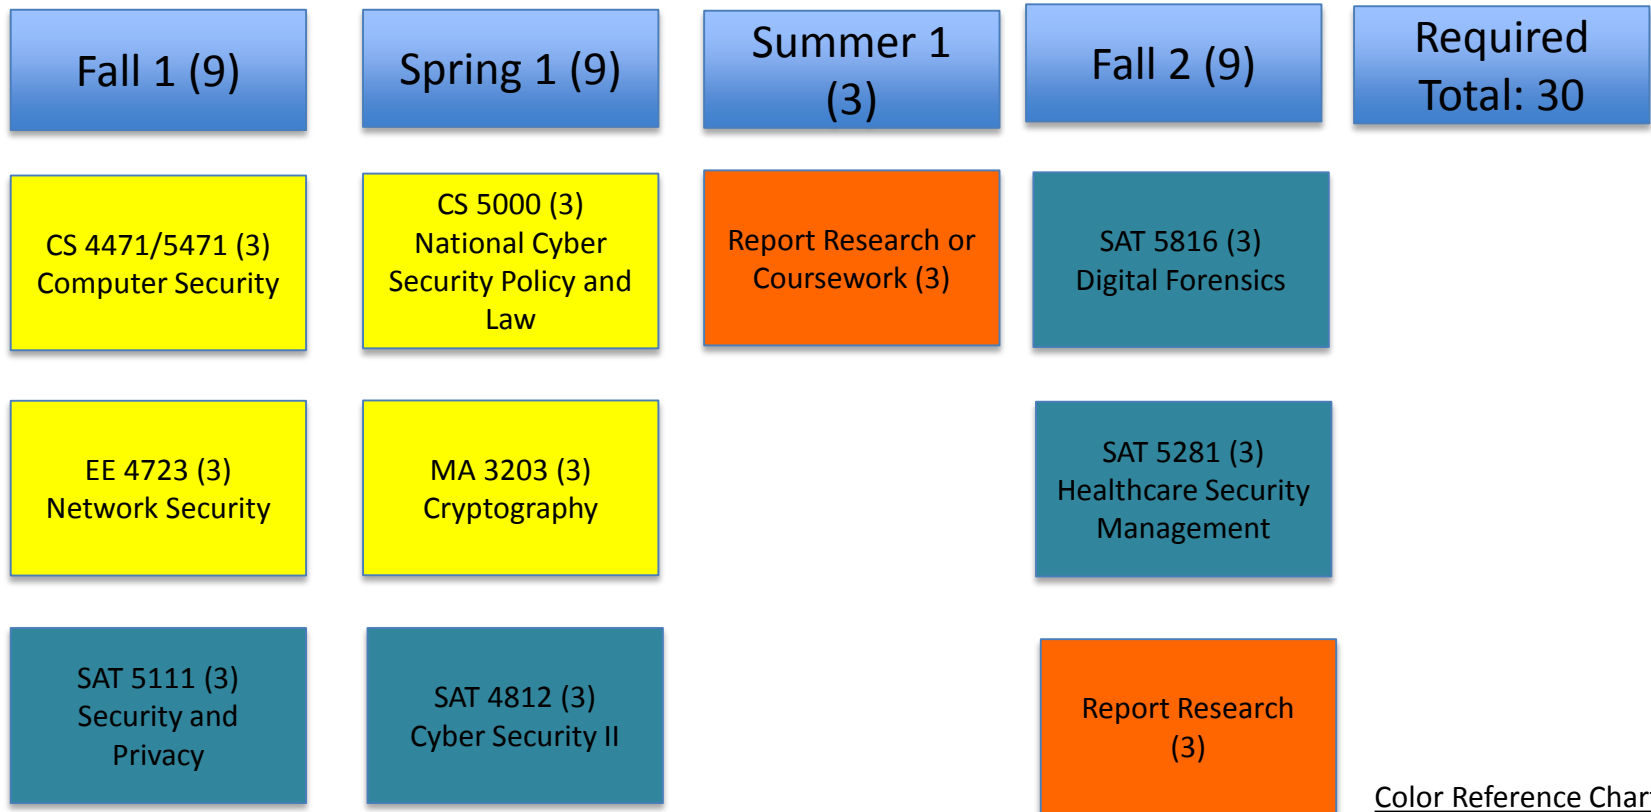 Fall 1 (9)
Spring 1 (9)
Summer 1
(3)
Fall 2 (9)
Required
Total: 30
CS 4471/5471 (3)
Computer Security
CS 5000 (3)
National Cyber
Security Policy and
Law
Report Research or
Coursework (3)
SAT 5816 (3)
Digital Forensics
EE 4723 (3)
Network Security
MA 3203 (3)
Cryptography
SAT 5281 (3)
Healthcare Security
Management
SAT 5111 (3)
Security and
Privacy
SAT 4812 (3)
Cyber Security II
Report Research
(3)
Color Reference Char